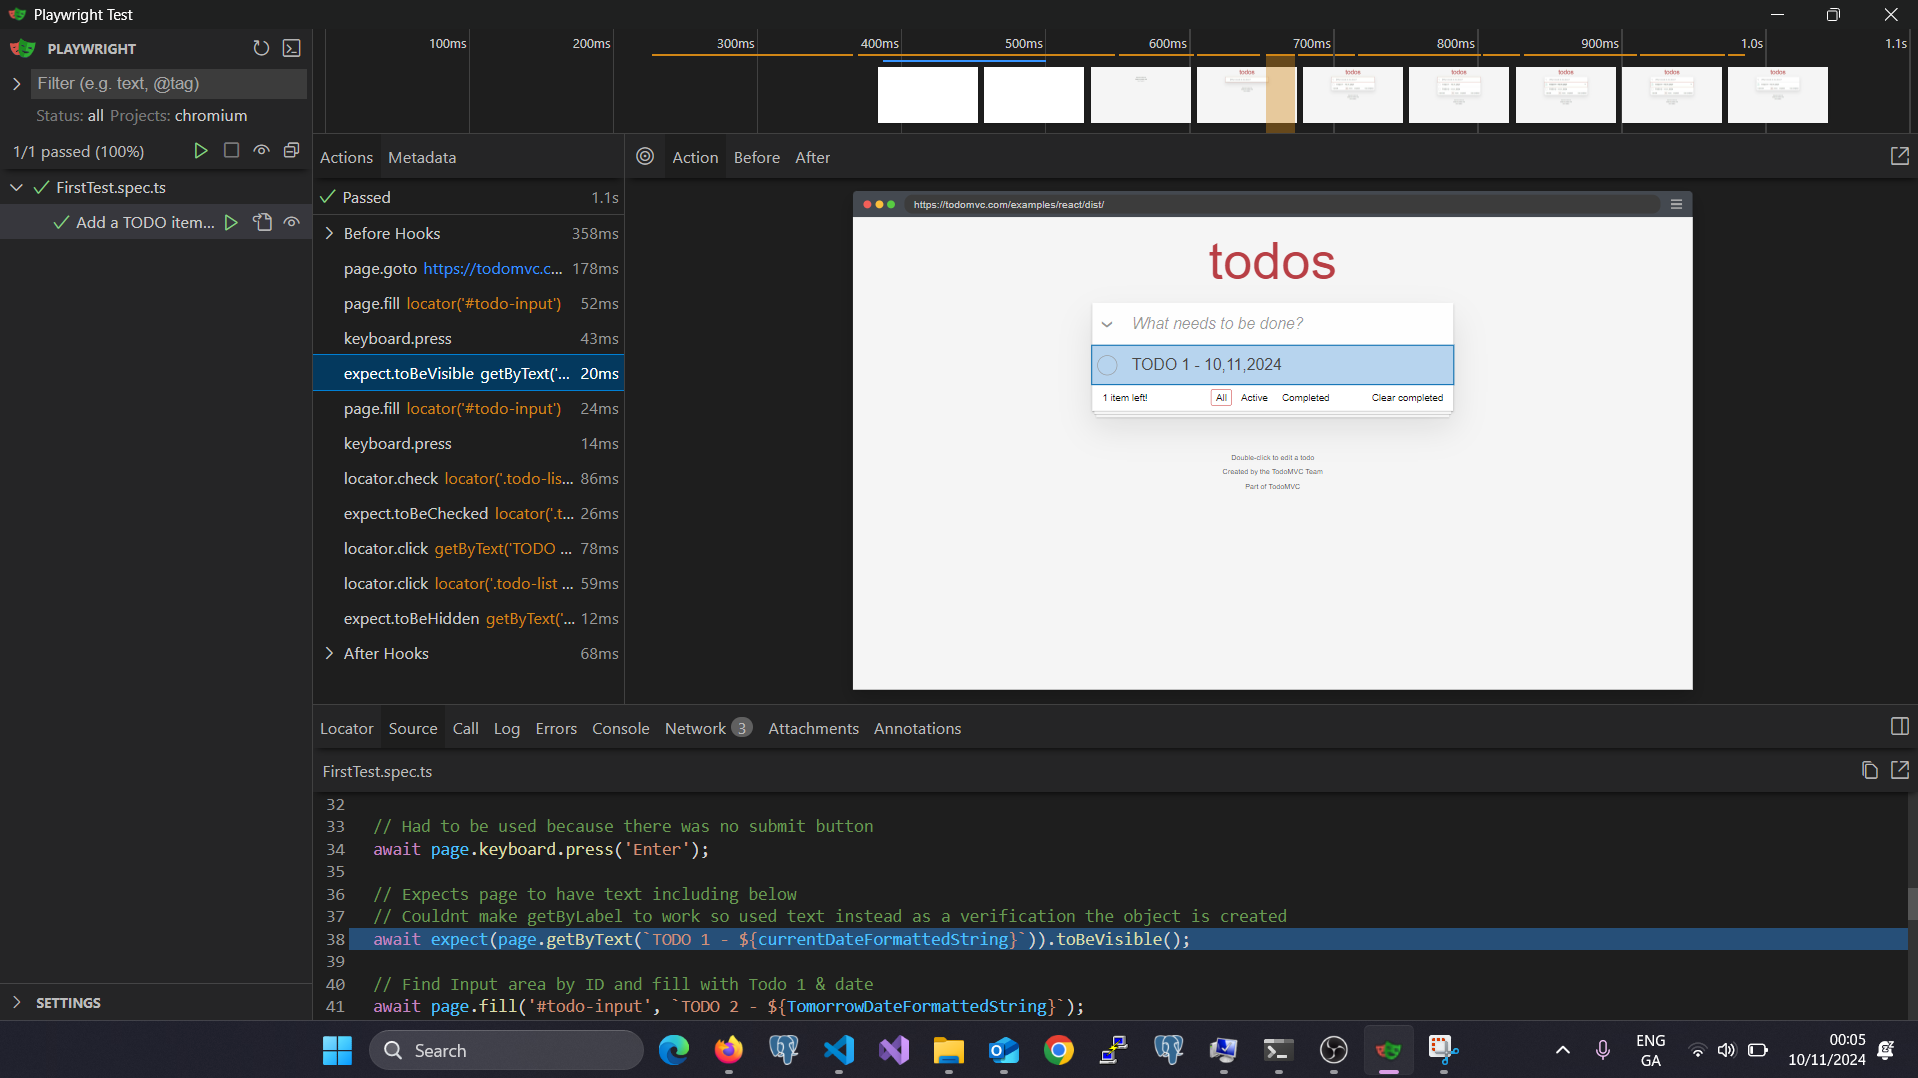 Playwright Test
PLAYWRIGHT
Filter (e.g. text, @tag)
Status: all Projects: chromium
1/1 passed (100%)
FirstTest.spec.ts
Add a TODO item...
SETTINGS
100ms 200ms 300ms 400ms 500ms 600ms 700ms 800ms 900ms 1.0s 1.1s
todos todos todos todos todos todos
Actions Metadata
Passed 1.1s
Before Hooks 358ms
page.goto https://todomvc.c... 178ms
page.fill locator('#todo-input') 52ms
keyboard.press 43ms
expect.toBeVisible getByText('... 20ms
page.fill locator('#todo-input') 24ms
keyboard.press 14ms
locator.check locator('.todo-lis... 86ms
expect.toBeChecked locator('.t... 26ms
locator.click getByText('TODO ... 78ms
locator.click locator('.todo-list ... 59ms
expect.toBeHidden getByText('... 12ms
After Hooks 68ms
Action Before After
https://todomvc.com/examples/react/dist/
todos
What needs to be done?
TODO 1 - 10,11,2024
1 item left! All Active Completed Clear completed
Double-click to edit a todo
Created by the TodoMVC Team
Part of TodoMVC
Locator Source Call Log Errors Console Network 3 Attachments Annotations
FirstTest.spec.ts
32
33 // Had to be used because there was no submit button
34 await page.keyboard.press('Enter');
35
36 // Expects page to have text including below
37 // Couldnt make getByLabel to work so used text instead as a verification the object is created
38 await expect(page.getByText(`TODO 1 - ${currentDateFormattedString}`)).toBeVisible();
39
40 // Find Input area by ID and fill with Todo 1 & date
41 await page.fill('#todo-input', `TODO 2 - ${TomorrowDateFormattedString}`);
Search
ENG
GA
00:05
10/11/2024